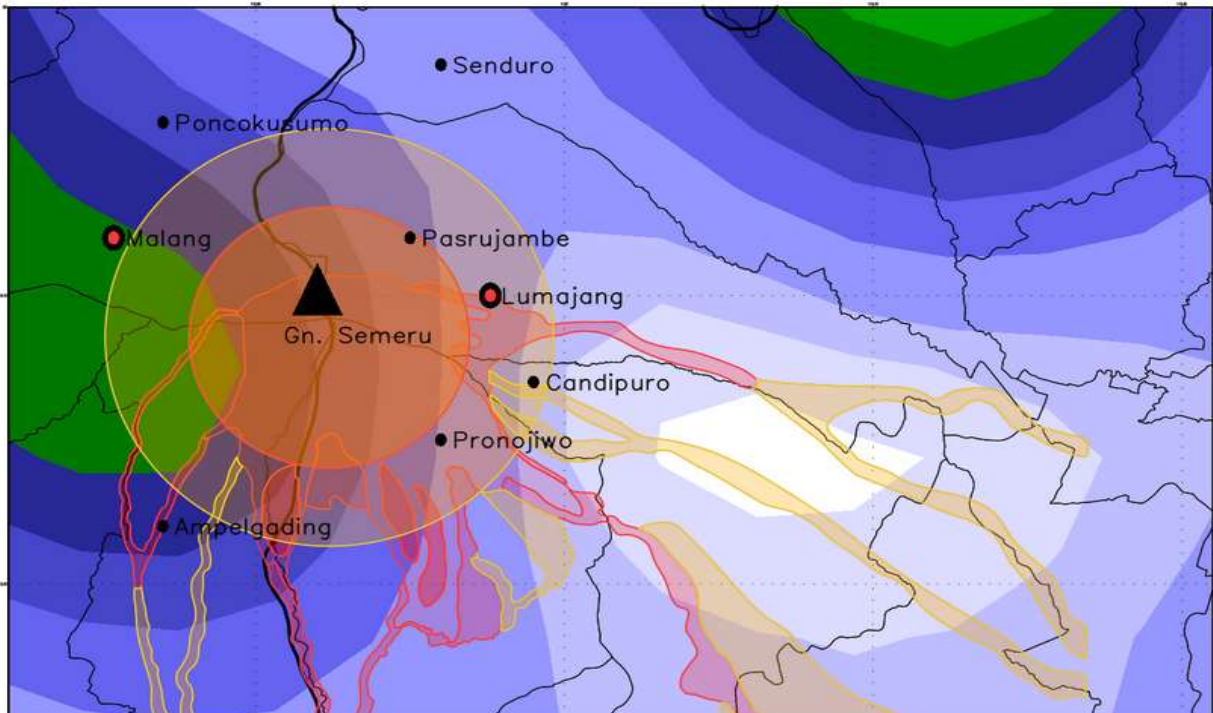 Senduro
Poncokusumo
Malang
Pasrujambe
Lumajang
Gn. Semeru
Candipuro
Pronojiwo
Ampelgading